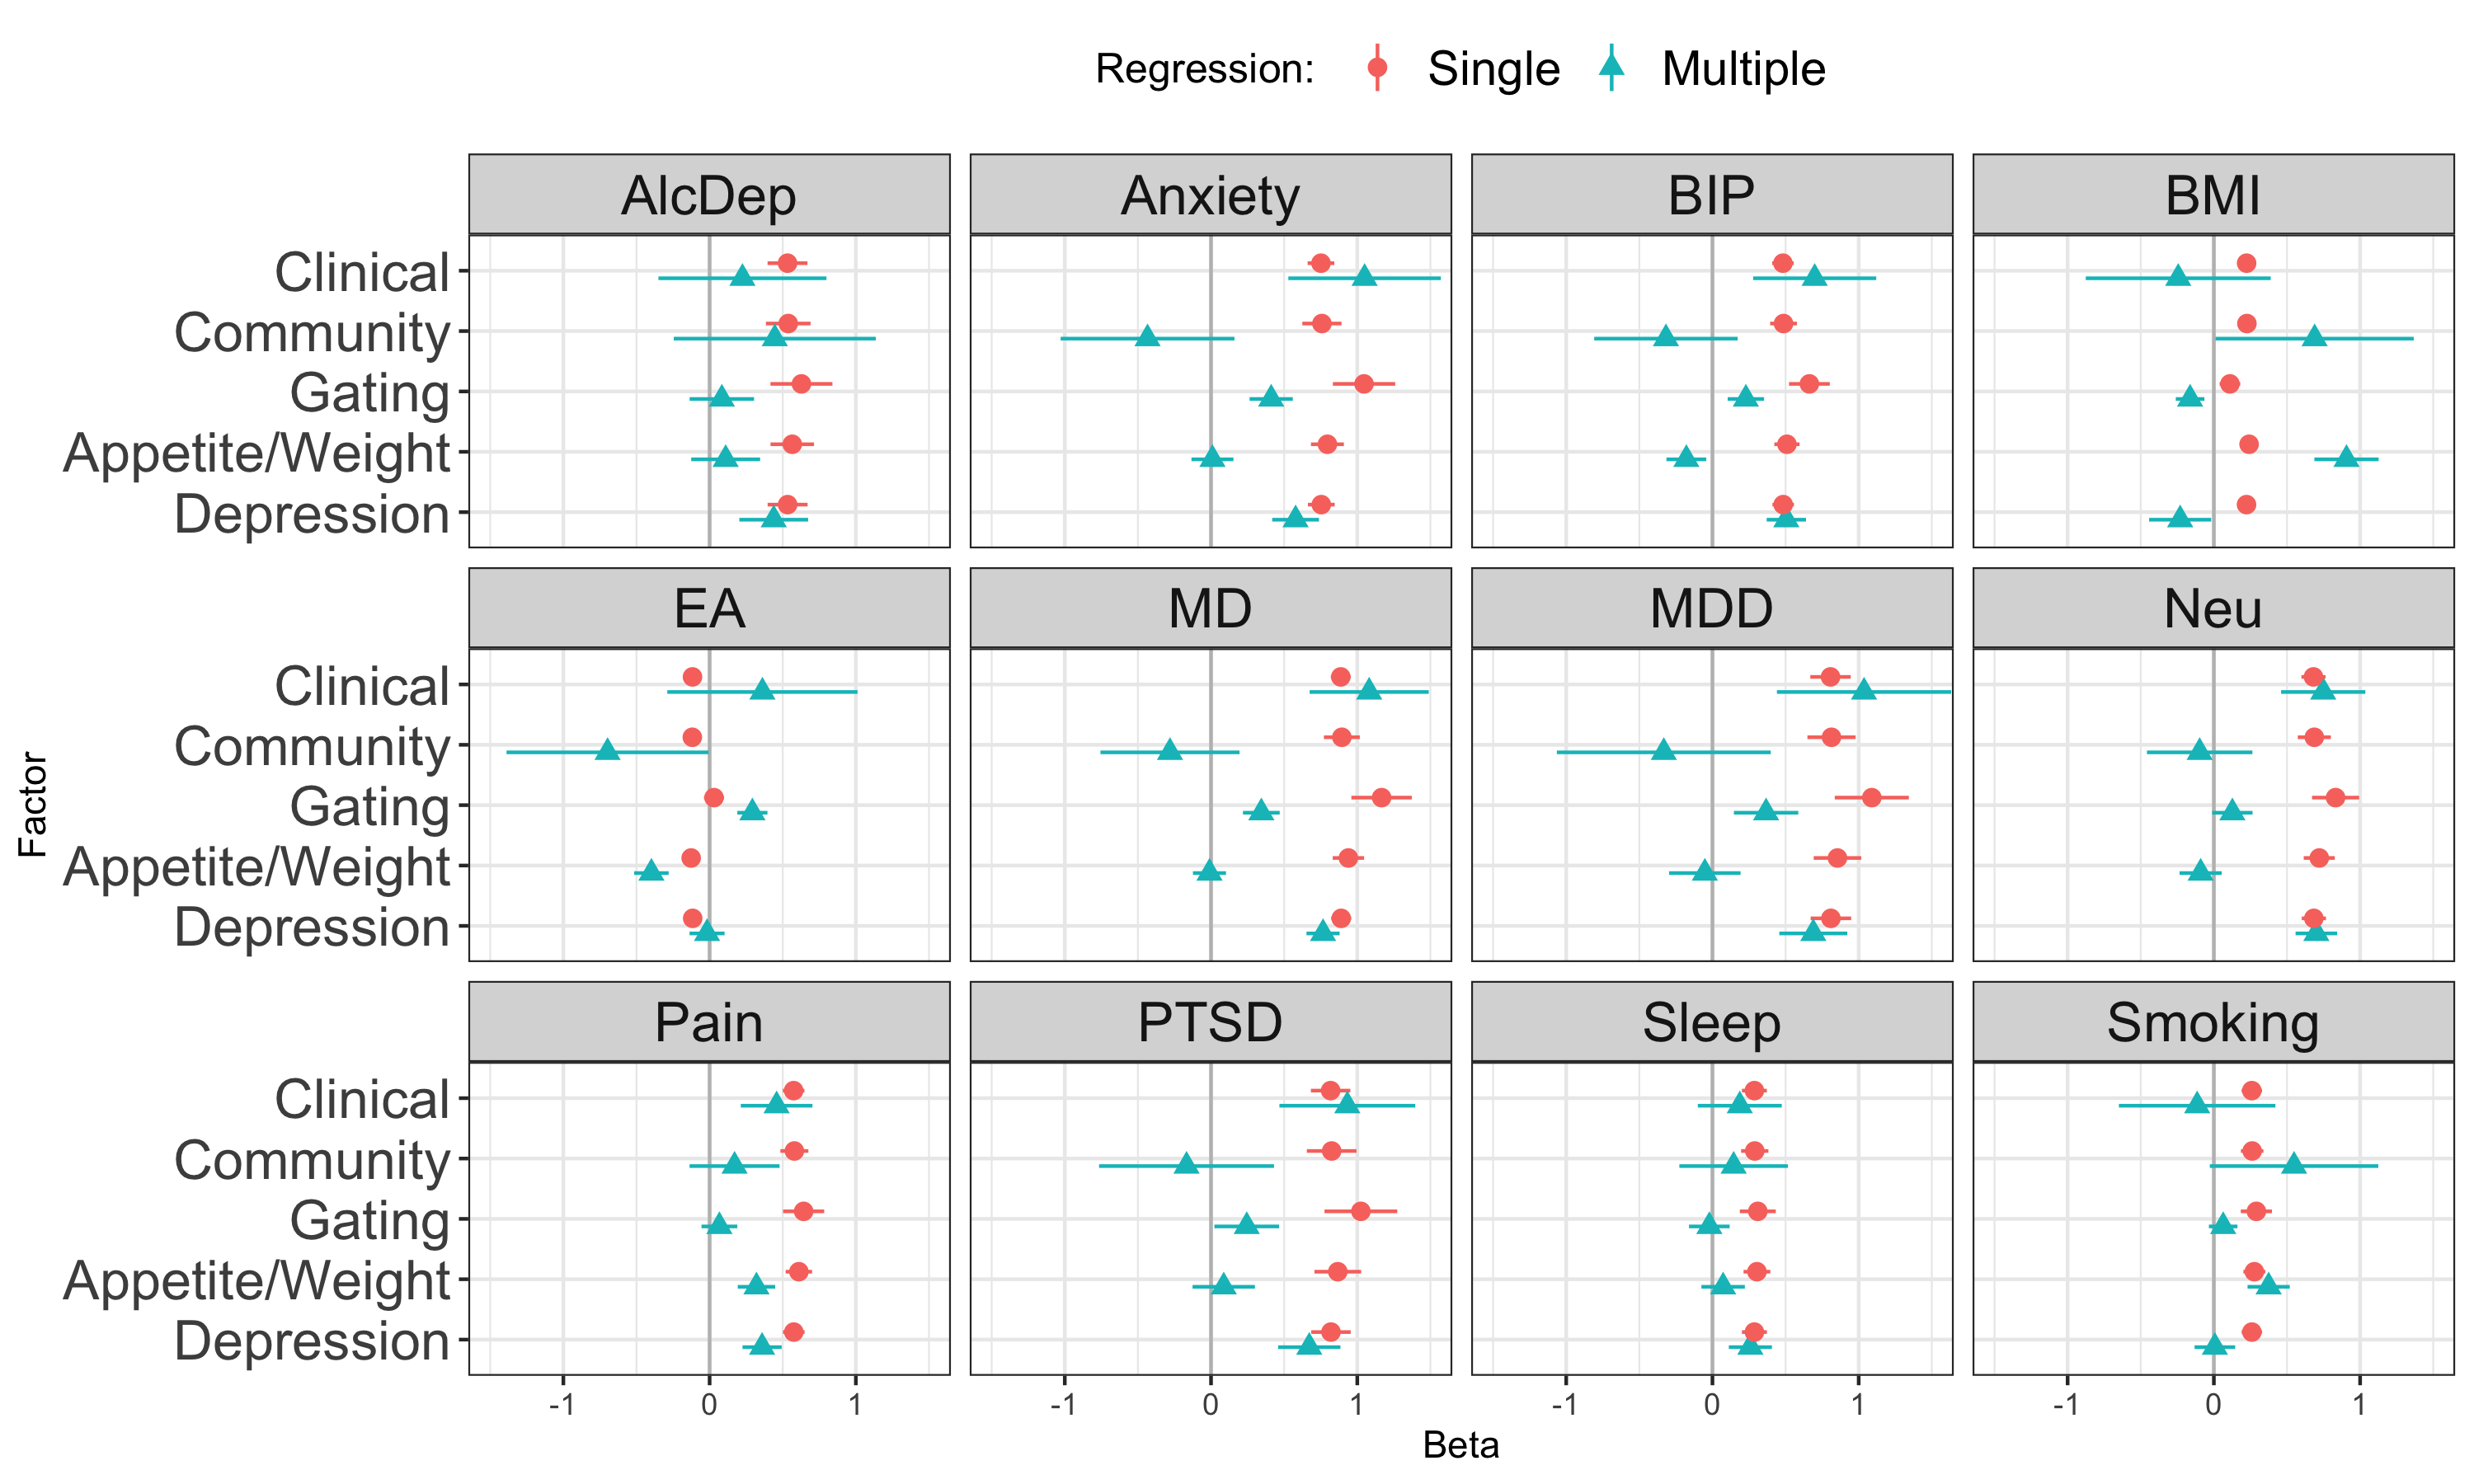 Regression: Single Multiple
AlcDep Anxiety BIP BMI
Clinical
Community
Gating
Appetite/Weight
Depression
EA MD MDD Neu
Clinical
Community
Gating
Appetite/Weight
Depression
Factor
Pain PTSD Sleep Smoking
Clinical
Community
Gating
Appetite/Weight
Depression
-1 0 1 -1 0 1 -1 0 1 -1 0 1
Beta